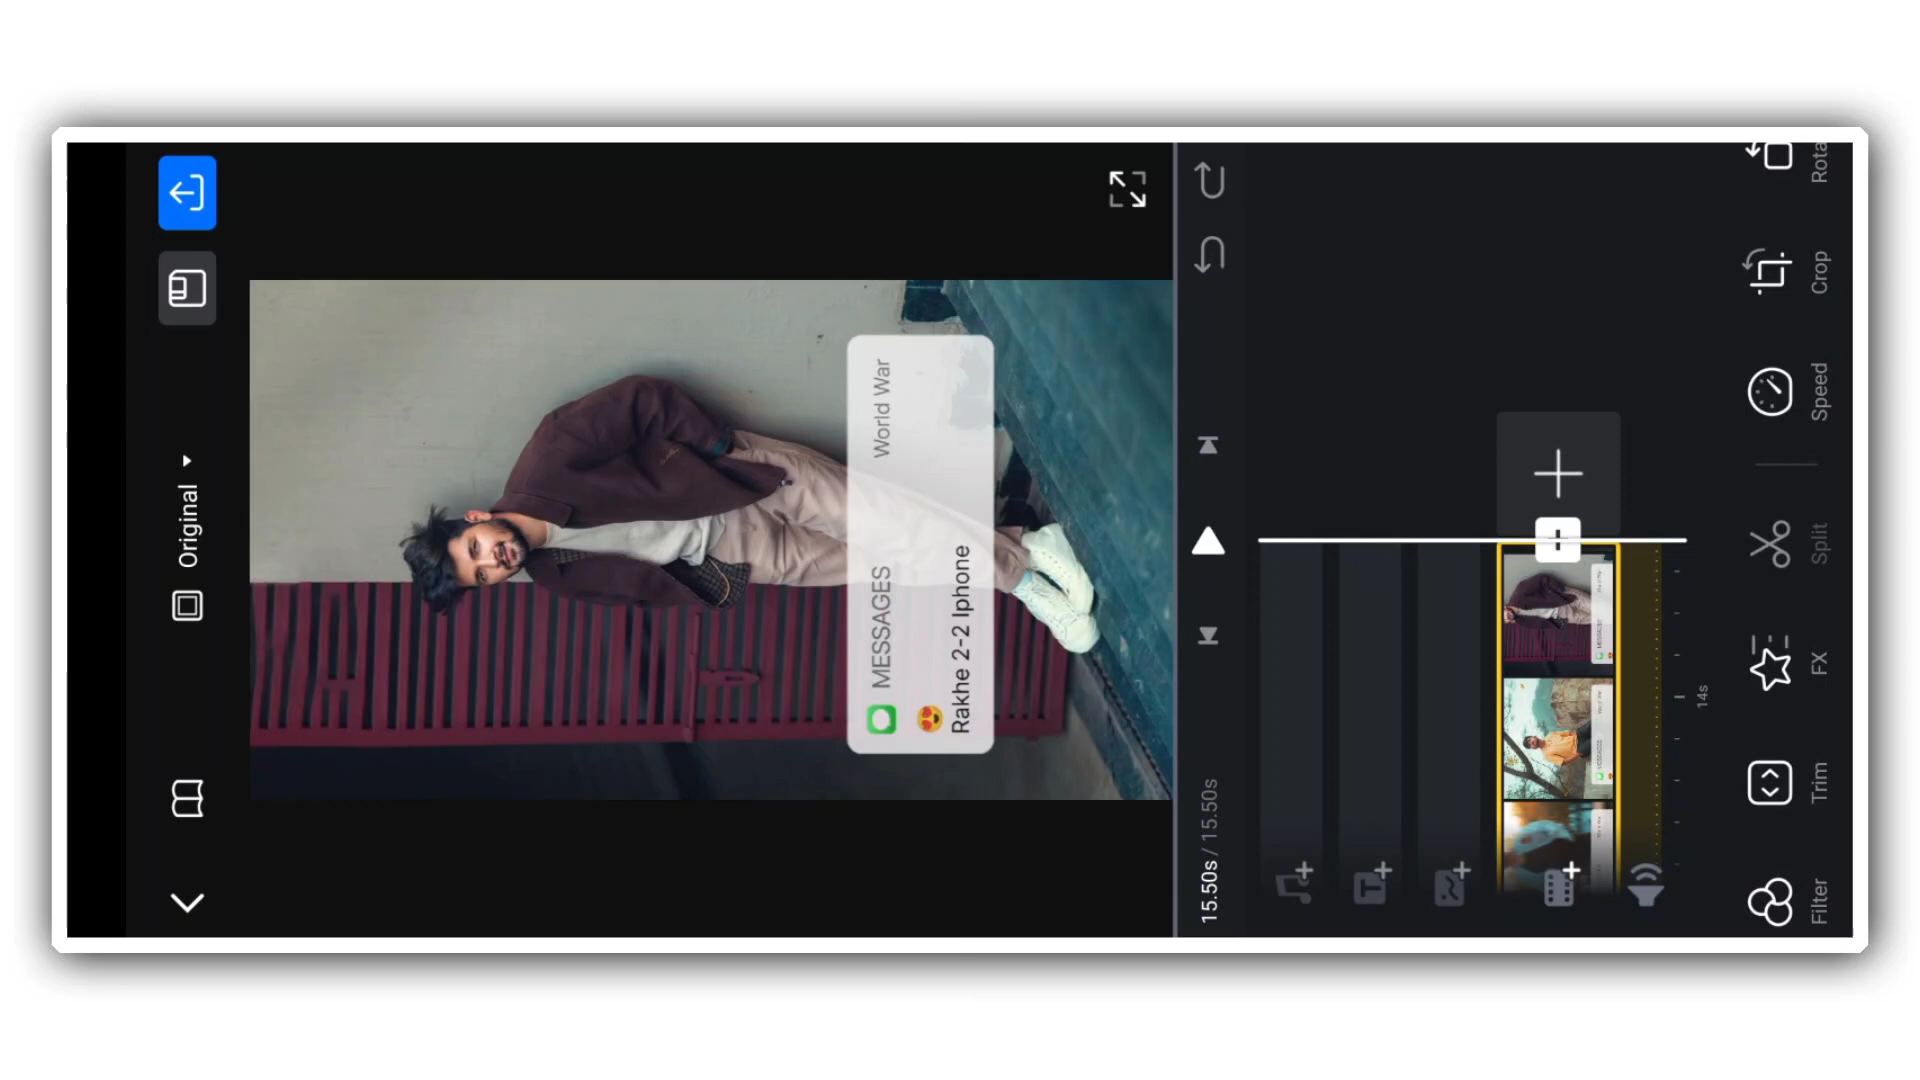 Original
MESSAGES World War
😍
Rakhe 2-2 Iphone
15.50s / 15.50s
14s
Filter
Trim
FX
Split
Speed
Crop
Rota